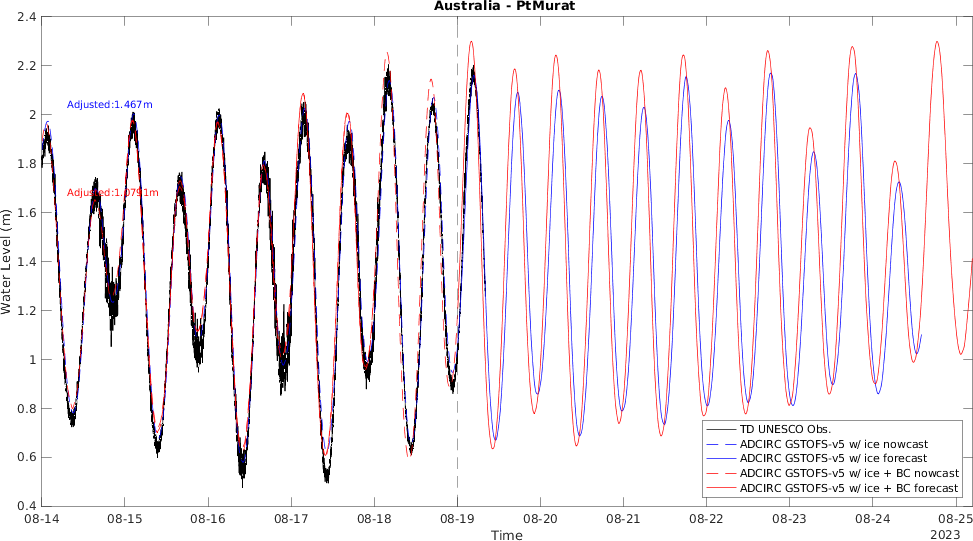 Australia - PtMurat
2.4
2.2
2
1.8
1.6
1.4
1.2
1
0.8
0.6
0.4
Water Level (m)
Adjusted:1.467m
Adjusted:1.0791m
TD UNESCO Obs.
ADCIRC GSTOFS-v5 w/ ice nowcast
ADCIRC GSTOFS-v5 w/ ice forecast
ADCIRC GSTOFS-v5 w/ ice + BC nowcast
ADCIRC GSTOFS-v5 w/ ice + BC forecast
08-14 08-15 08-16 08-17 08-18 08-19 08-20 08-21 08-22 08-23 08-24 08-25
Time
2023